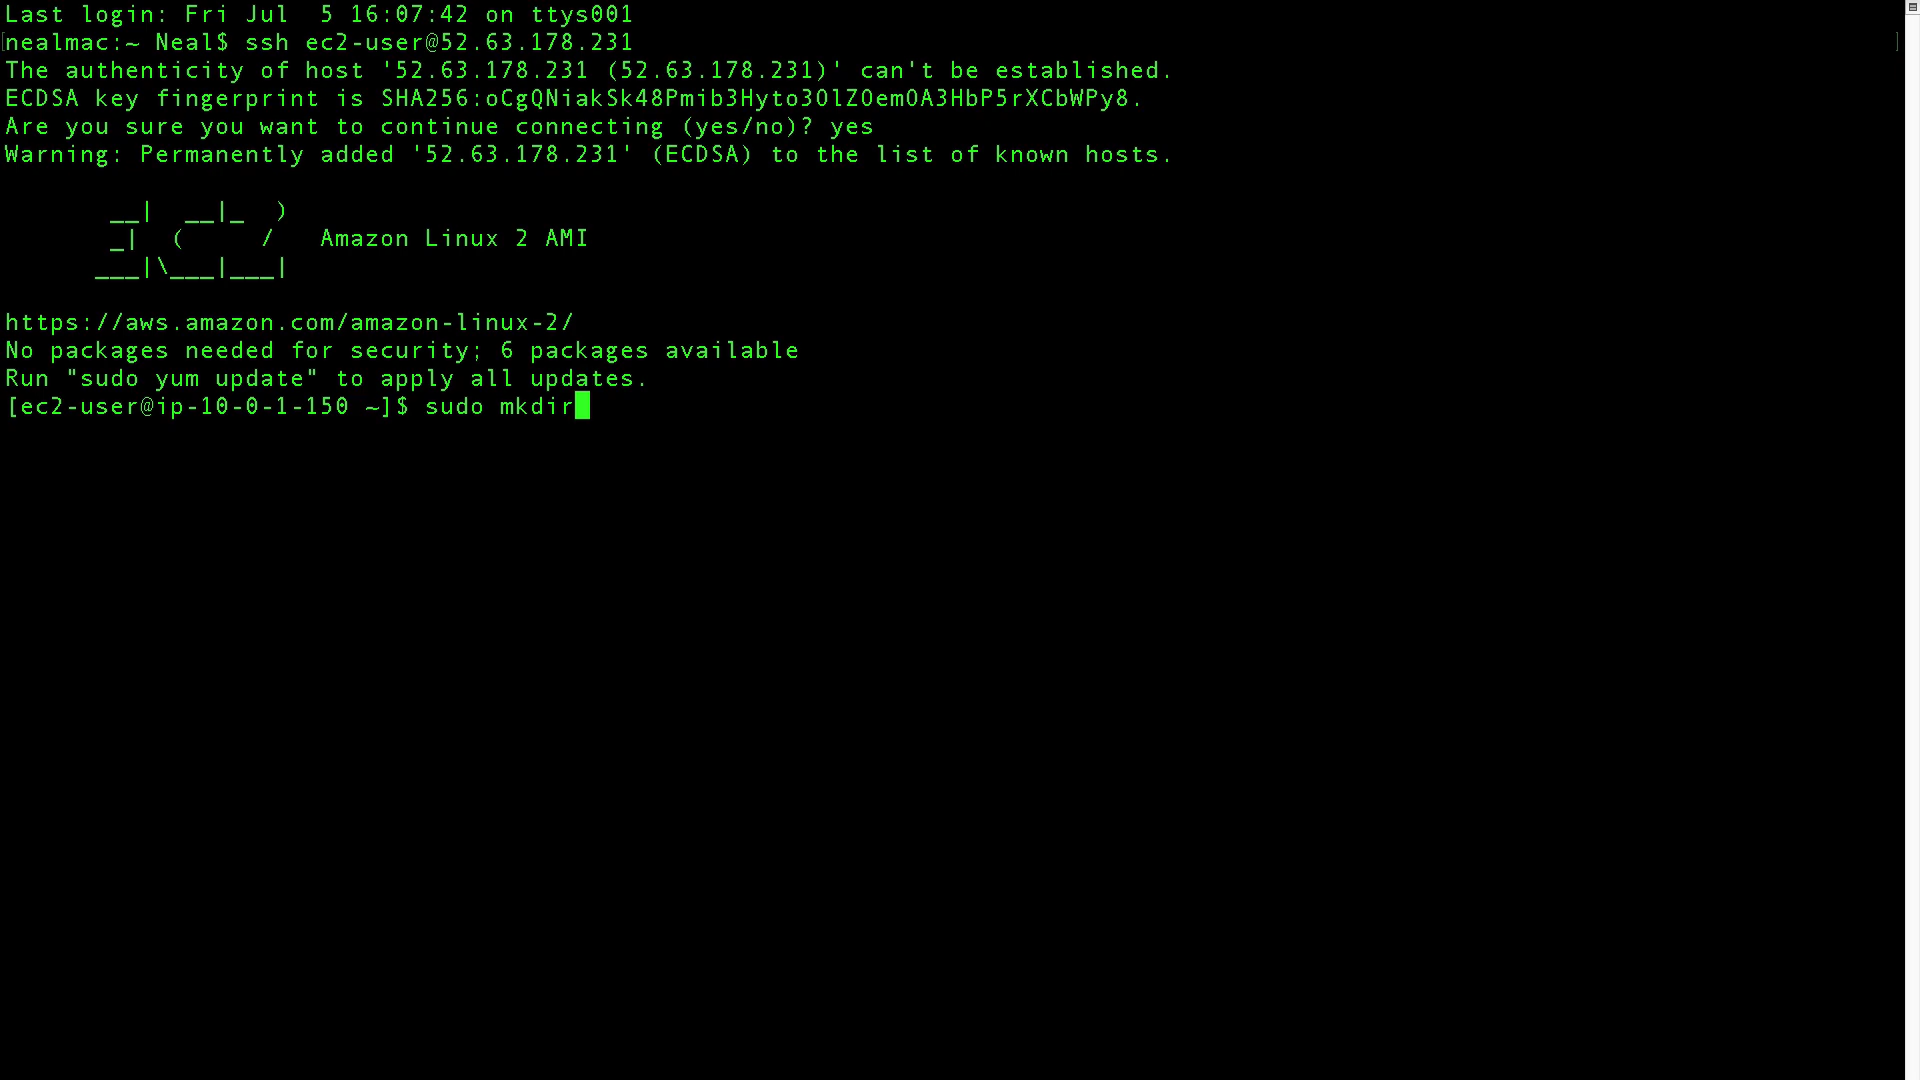 Last login: Fri Jul  5 16:07:42 on ttys001
[nealmac:~ Neal$ ssh ec2-user@52.63.178.231 ]
The authenticity of host '52.63.178.231 (52.63.178.231)' can't be established.
ECDSA key fingerprint is SHA256:oCgQNiakSk48Pmib3Hyto3OlZOemOA3HbP5rXCbWPy8.
Are you sure you want to continue connecting (yes/no)? yes
Warning: Permanently added '52.63.178.231' (ECDSA) to the list of known hosts.

       __|  __|_  )
       _|  (     /   Amazon Linux 2 AMI
      ___|\___|___|

https://aws.amazon.com/amazon-linux-2/
No packages needed for security; 6 packages available
Run "sudo yum update" to apply all updates.
[ec2-user@ip-10-0-1-150 ~]$ sudo mkdir